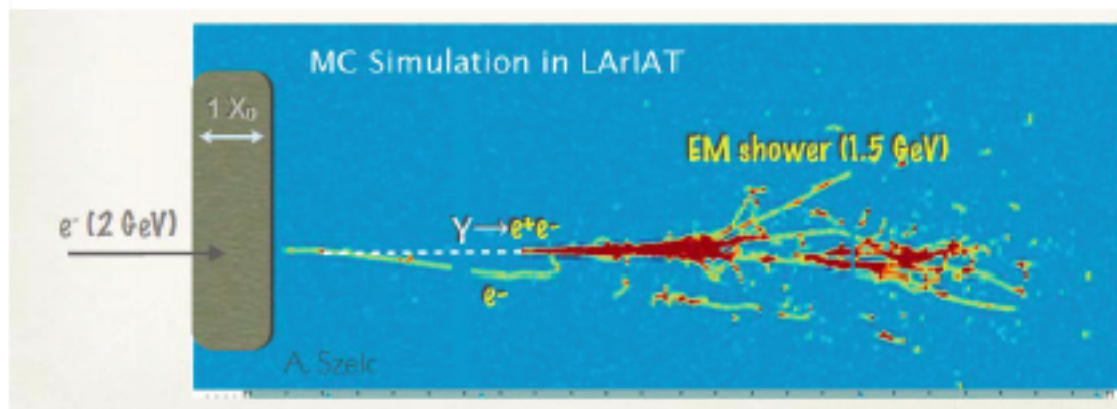 MC Simulation in LArIAT
1 X₀
EM shower (1.5 GeV)
e⁻ (2 GeV)
γ→e+e-
e-
A. Szelc